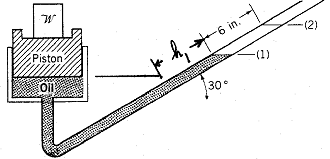 W
Piston
Oil
h1
6 in.
(2)
(1)
30°